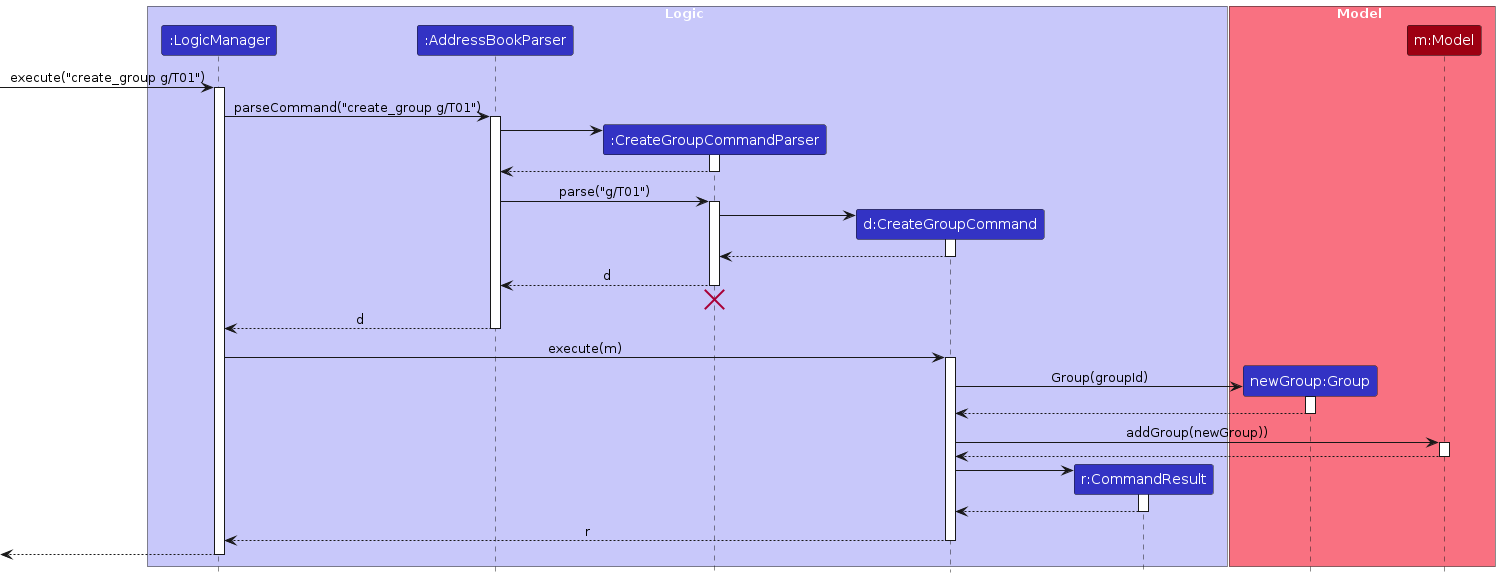 Logic
Model
:LogicManager
:AddressBookParser
m:Model
execute("create_group g/T01")
parseCommand("create_group g/T01")
:CreateGroupCommandParser
parse("g/T01")
d:CreateGroupCommand
d
d
execute(m)
Group(groupId)
newGroup:Group
addGroup(newGroup))
r:CommandResult
r